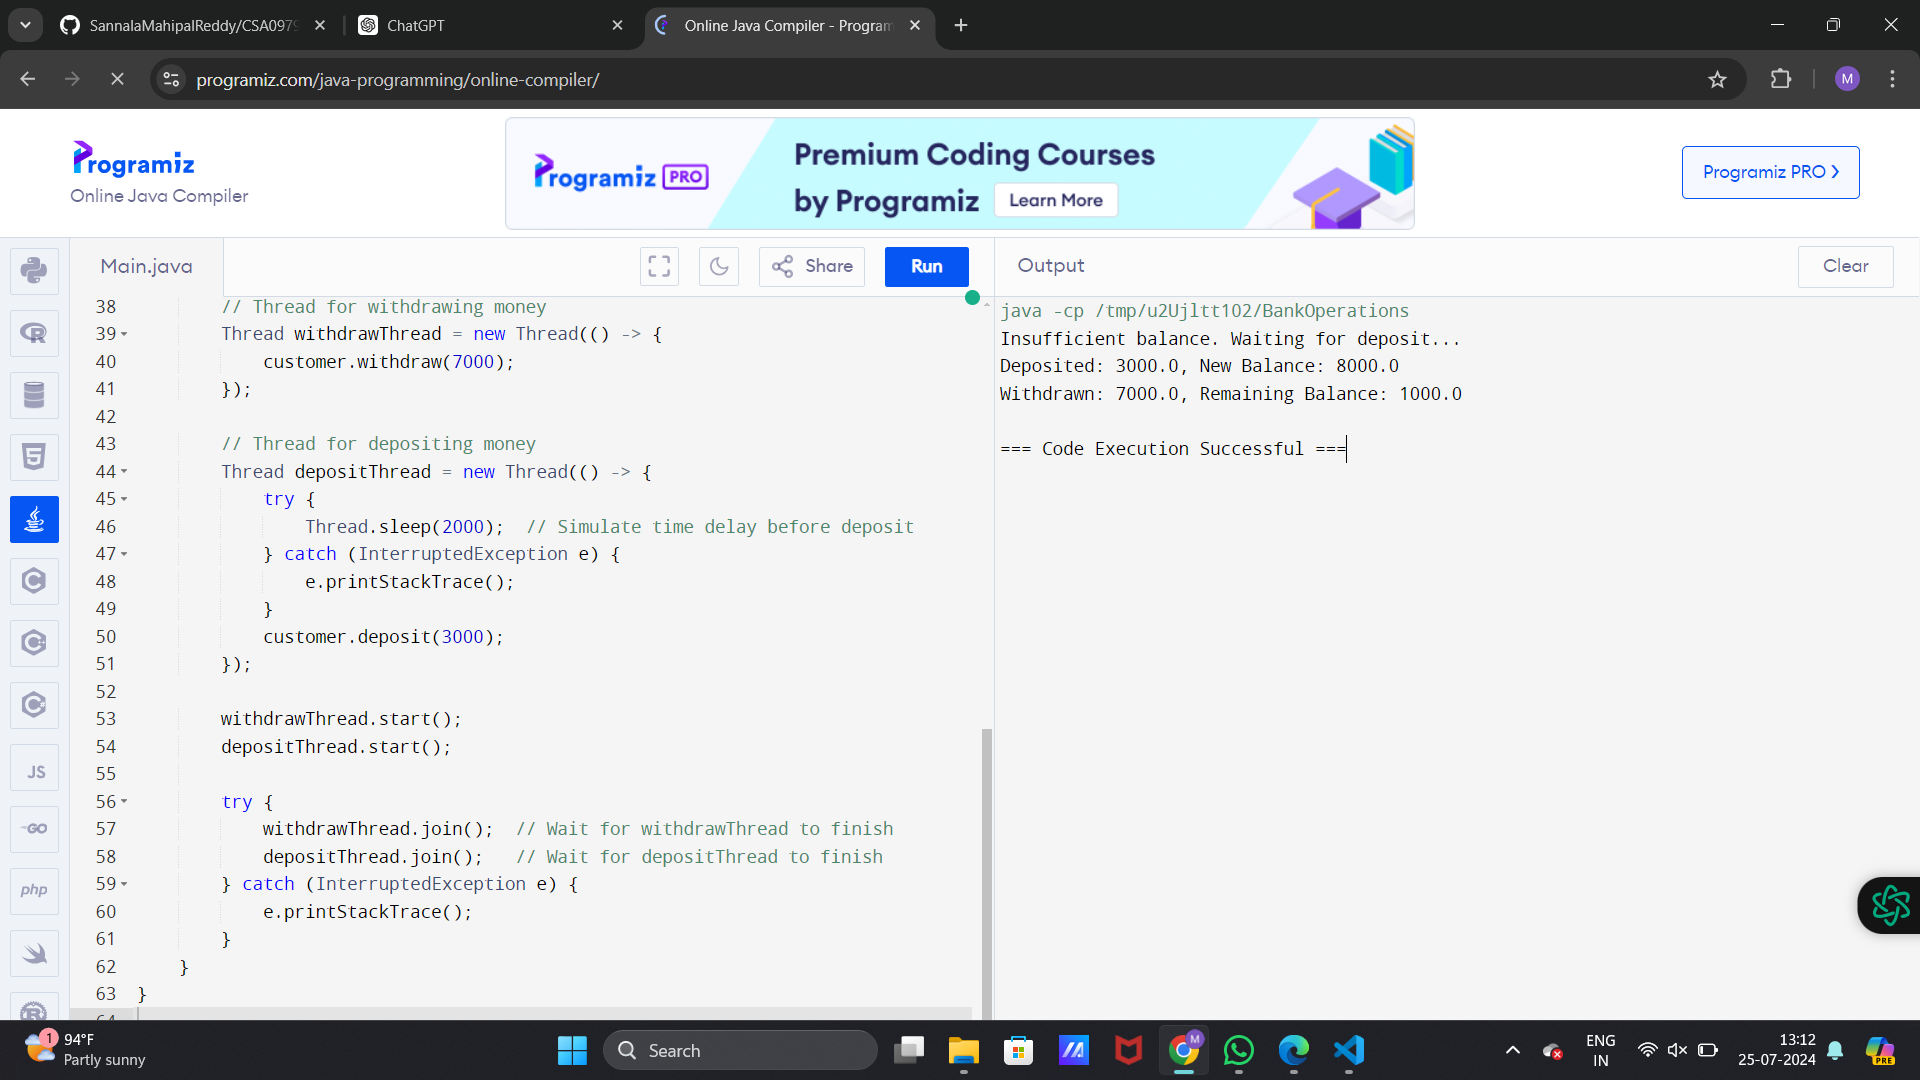 SannalaMahipalReddy/CSA0979
ChatGPT
Online Java Compiler - Program
programiz.com/java-programming/online-compiler/
M
Programiz
Online Java Compiler
Programiz PRO
Premium Coding Courses
by Programiz
Learn More
Programiz PRO ❯
Main.java
Share
Run
Output
Clear
38 // Thread for withdrawing money
39 Thread withdrawThread = new Thread(() -> {
40 customer.withdraw(7000);
41 });
42
43 // Thread for depositing money
44 Thread depositThread = new Thread(() -> {
45 try {
46 Thread.sleep(2000);  // Simulate time delay before deposit
47 } catch (InterruptedException e) {
48 e.printStackTrace();
49 }
50 customer.deposit(3000);
51 });
52
53 withdrawThread.start();
54 depositThread.start();
55
56 try {
57 withdrawThread.join();  // Wait for withdrawThread to finish
58 depositThread.join();   // Wait for depositThread to finish
59 } catch (InterruptedException e) {
60 e.printStackTrace();
61 }
62 }
63 }
64
java -cp /tmp/u2Ujltt102/BankOperations
Insufficient balance. Waiting for deposit...
Deposited: 3000.0, New Balance: 8000.0
Withdrawn: 7000.0, Remaining Balance: 1000.0
=== Code Execution Successful ===
JS
GO
php
1
94°F
Partly sunny
Search
M
ENG
IN
13:12
25-07-2024
PRE